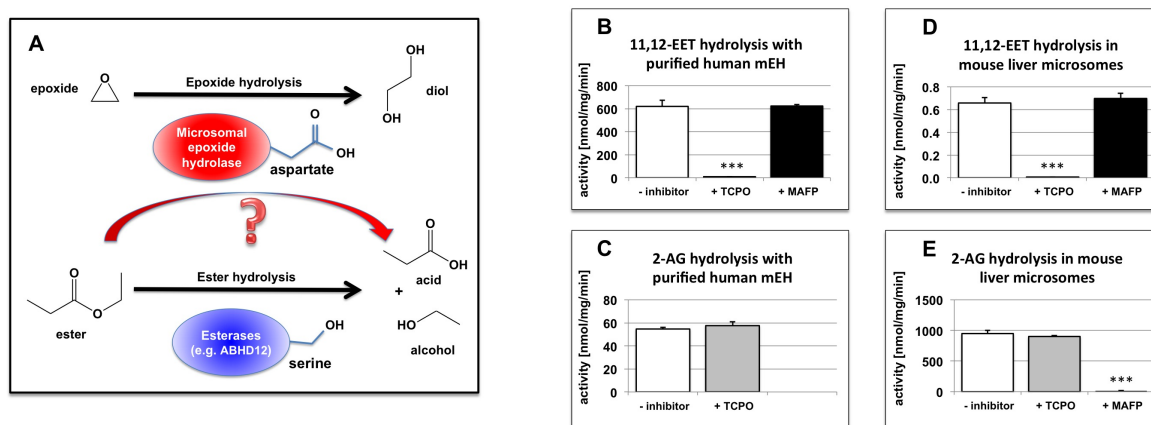 A
epoxide
O
Epoxide hydrolysis
OH
OH
diol
Microsomal
epoxide
hydrolase
O
OH
aspartate
?
O
OH
acid
+
HO
alcohol
O
O
ester
Ester hydrolysis
Esterases
(e.g. ABHD12)
OH
serine
B
11,12-EET hydrolysis with
purified human mEH
activity [nmol/mg/min]
800
600
400
200
0
***
- inhibitor + TCPO + MAFP
D
11,12-EET hydrolysis in
mouse liver microsomes
activity [nmol/mg/min]
0.8
0.6
0.4
0.2
0.0
***
- inhibitor + TCPO + MAFP
C
2-AG hydrolysis with
purified human mEH
activity [nmol/mg/min]
80
60
40
20
0
- inhibitor + TCPO
E
2-AG hydrolysis in mouse
liver microsomes
activity [nmol/mg/min]
1500
1000
500
0
***
- inhibitor + TCPO + MAFP